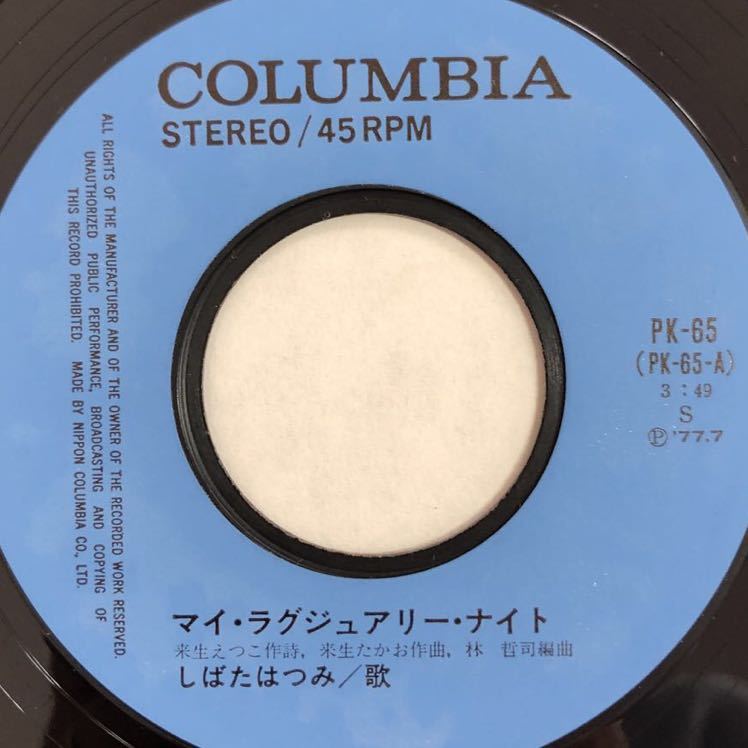 COLUMBIA
STEREO / 45 RPM
ALL RIGHTS OF THE MANUFACTURER AND OF THE OWNER OF THE RECORDED WORK RESERVED.
UNAUTHORIZED PUBLIC PERFORMANCE, BROADCASTING AND COPYING OF
THIS RECORD PROHIBITED. MADE BY NIPPON COLUMBIA CO., LTD.
PK-65
(PK-65-A)
3:49
S
Ⓟ '77.7
マイ・ラグジュアリー・ナイト
来生えつこ作詩, 来生たかお作曲, 林 哲司編曲
しばたはつみ/歌